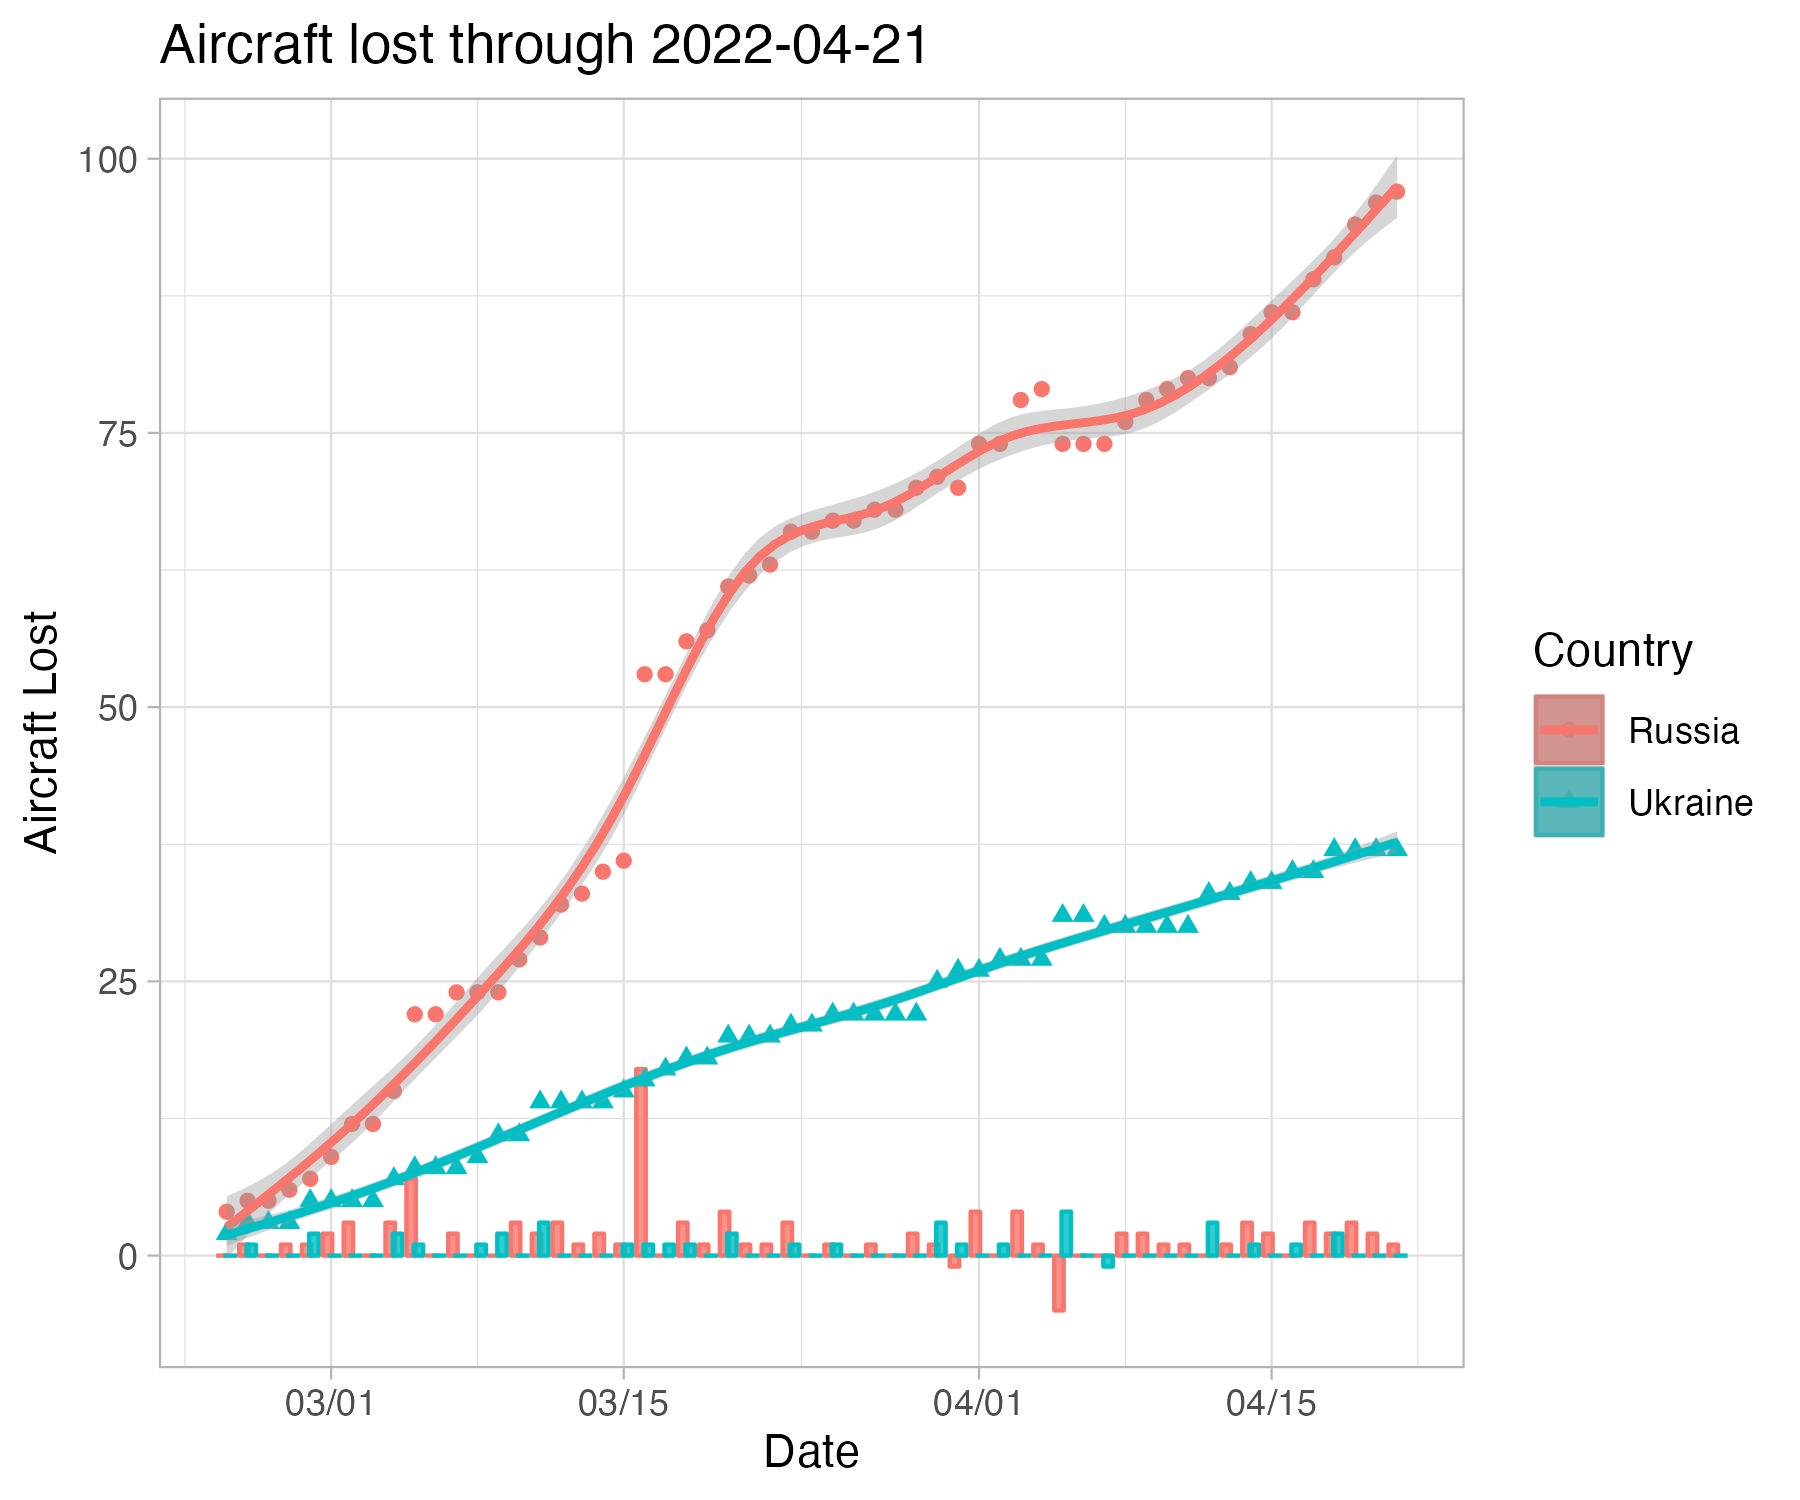 Aircraft lost through 2022-04-21
Aircraft Lost
100
75
50
25
0
03/01
03/15
04/01
04/15
Date
Country
Russia
Ukraine